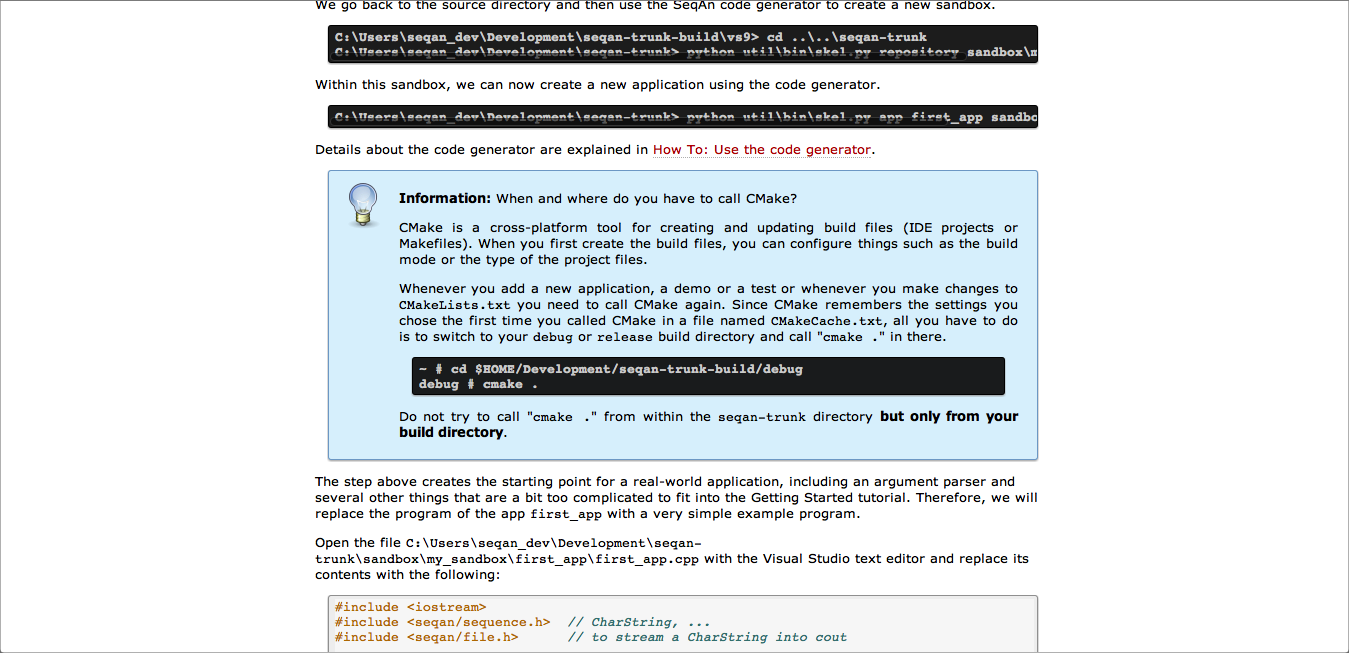 We go back to the source directory and then use the SeqAn code generator to create a new sandbox.
C:\Users\seqan_dev\Development\seqan-trunk-build\vs9> cd ..\..\seqan-trunk
C:\Users\seqan_dev\Development\seqan-trunk> python util\bin\skel.py repository sandbox\m
Within this sandbox, we can now create a new application using the code generator.
C:\Users\seqan_dev\Development\seqan-trunk> python util\bin\skel.py app first_app sandbo
Details about the code generator are explained in How To: Use the code generator.
Information: When and where do you have to call CMake?
CMake is a cross-platform tool for creating and updating build files (IDE projects or
Makefiles). When you first create the build files, you can configure things such as the build
mode or the type of the project files.
Whenever you add a new application, a demo or a test or whenever you make changes to
CMakeLists.txt you need to call CMake again. Since CMake remembers the settings you
chose the first time you called CMake in a file named CMakeCache.txt, all you have to do
is to switch to your debug or release build directory and call "cmake ." in there.
~ # cd $HOME/Development/seqan-trunk-build/debug
debug # cmake .
Do not try to call "cmake ." from within the seqan-trunk directory but only from your
build directory.
The step above creates the starting point for a real-world application, including an argument parser and
several other things that are a bit too complicated to fit into the Getting Started tutorial. Therefore, we will
replace the program of the app first_app with a very simple example program.
Open the file C:\Users\seqan_dev\Development\seqan-
trunk\sandbox\my_sandbox\first_app\first_app.cpp with the Visual Studio text editor and replace its
contents with the following:
#include <iostream>
#include <seqan/sequence.h>  // CharString, ...
#include <seqan/file.h>      // to stream a CharString into cout